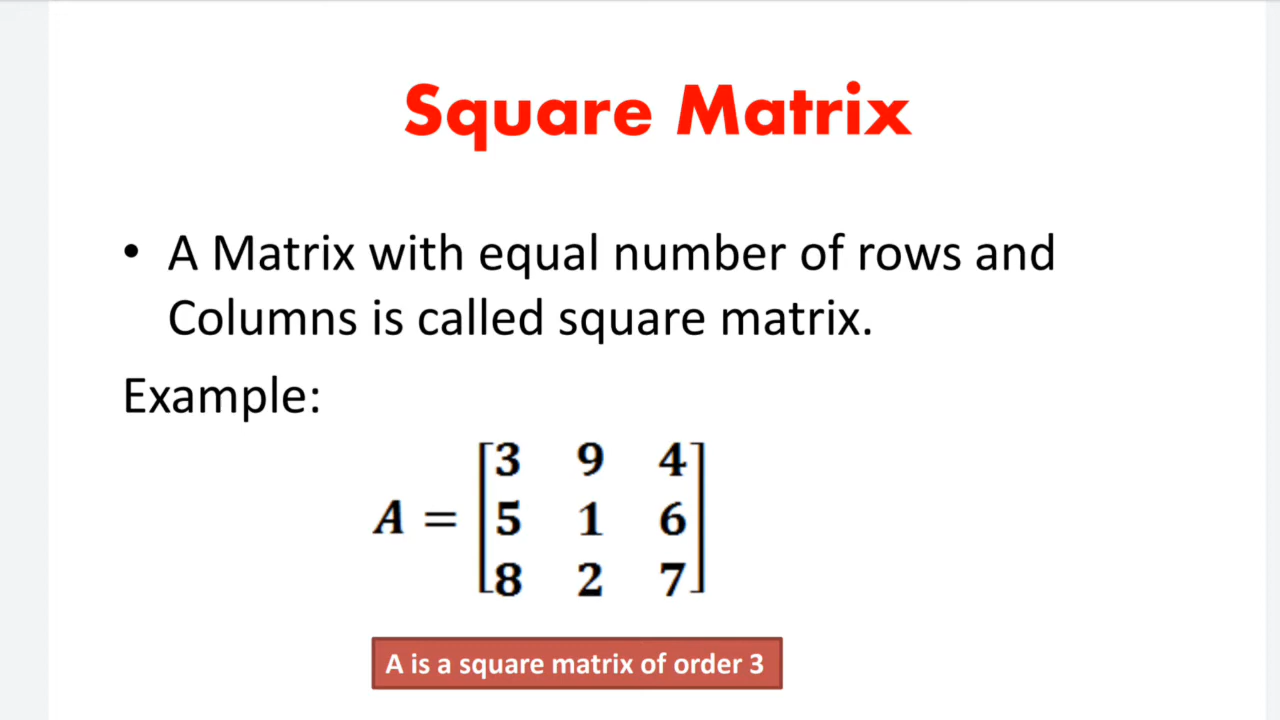 Square Matrix
• A Matrix with equal number of rows and
Columns is called square matrix.
Example:
3 9 4
A = 5 1 6
8 2 7
A is a square matrix of order 3